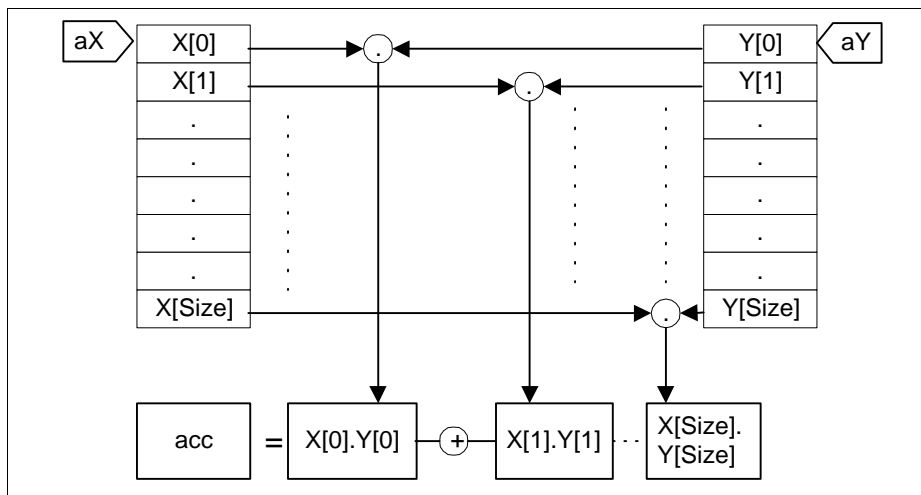 aX X[0] . Y[0] aY
X[1] . Y[1]
. .
. .
. .
. .
. .
X[Size] . Y[Size]
acc = X[0].Y[0] + X[1].Y[1] ... X[Size].
Y[Size]